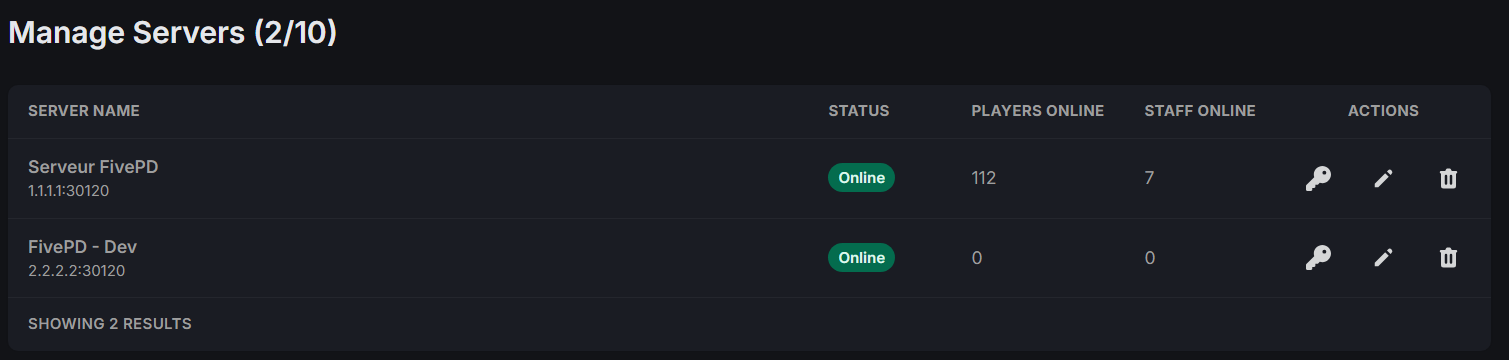 Manage Servers (2/10)
SERVER NAME STATUS PLAYERS ONLINE STAFF ONLINE ACTIONS
Serveur FivePD
1.1.1.1:30120
Online 112 7
FivePD - Dev
2.2.2.2:30120
Online 0 0
SHOWING 2 RESULTS